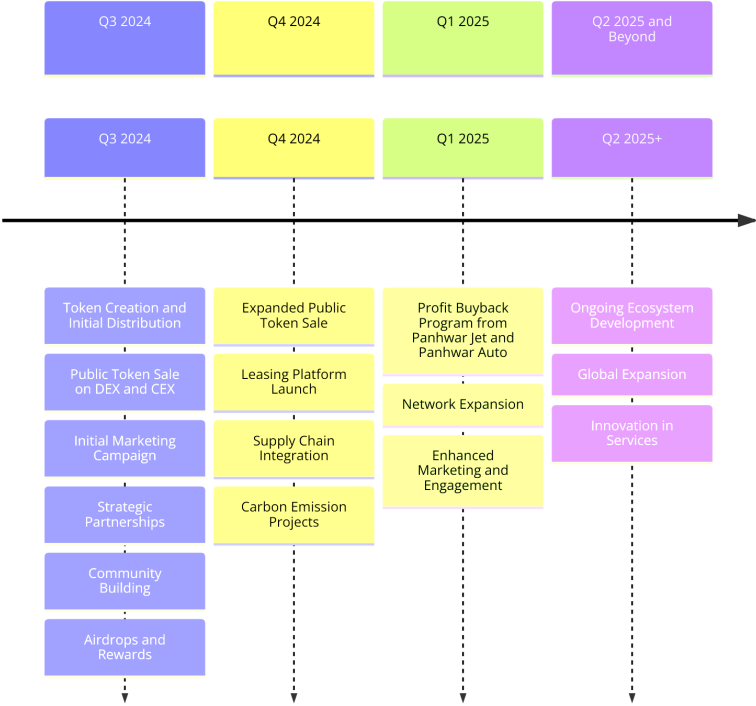 Q3 2024
Q4 2024
Q1 2025
Q2 2025 and
Beyond
Q3 2024
Q4 2024
Q1 2025
Q2 2025+
Token Creation and
Initial Distribution
Public Token Sale
on DEX and CEX
Initial Marketing
Campaign
Strategic
Partnerships
Community
Building
Airdrops and
Rewards
Expanded Public
Token Sale
Leasing Platform
Launch
Supply Chain
Integration
Carbon Emission
Projects
Profit Buyback
Program from
Panhwar Jet and
Panhwar Auto
Network Expansion
Enhanced
Marketing and
Engagement
Ongoing Ecosystem
Development
Global Expansion
Innovation in
Services